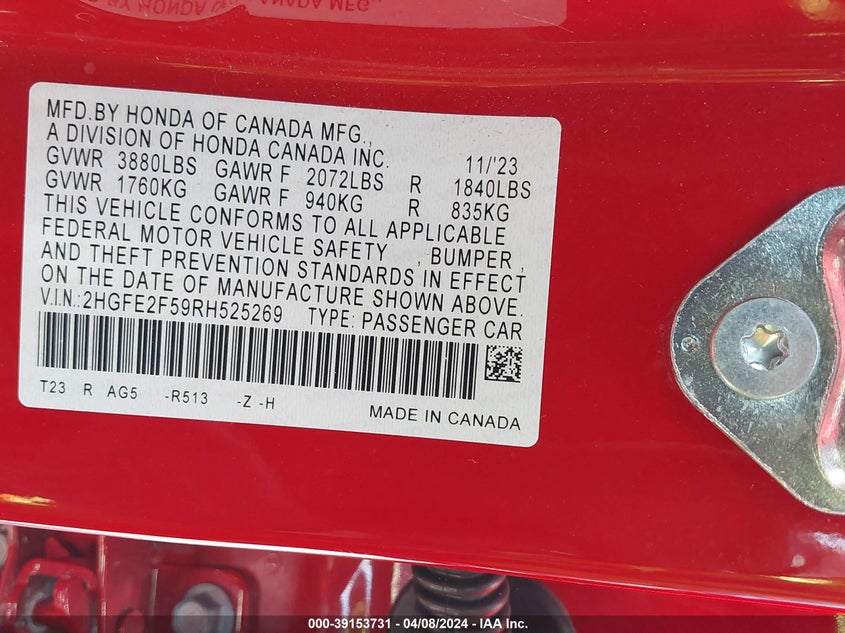 MFD.BY HONDA OF CANADA MFG.,
A DIVISION OF HONDA CANADA INC.
GVWR 3880LBS GAWR F 2072LBS R 1840LBS 11/'23
GVWR 1760KG GAWR F 940KG R 835KG
THIS VEHICLE CONFORMS TO ALL APPLICABLE
FEDERAL MOTOR VEHICLE SAFETY , BUMPER ,
AND THEFT PREVENTION STANDARDS IN EFFECT
ON THE DATE OF MANUFACTURE SHOWN ABOVE.
V.I.N.:2HGFE2F59RH525269 TYPE: PASSENGER CAR
T23 R AG5 -R513 -Z -H
MADE IN CANADA
000-39153731 - 04/08/2024 - IAA Inc.